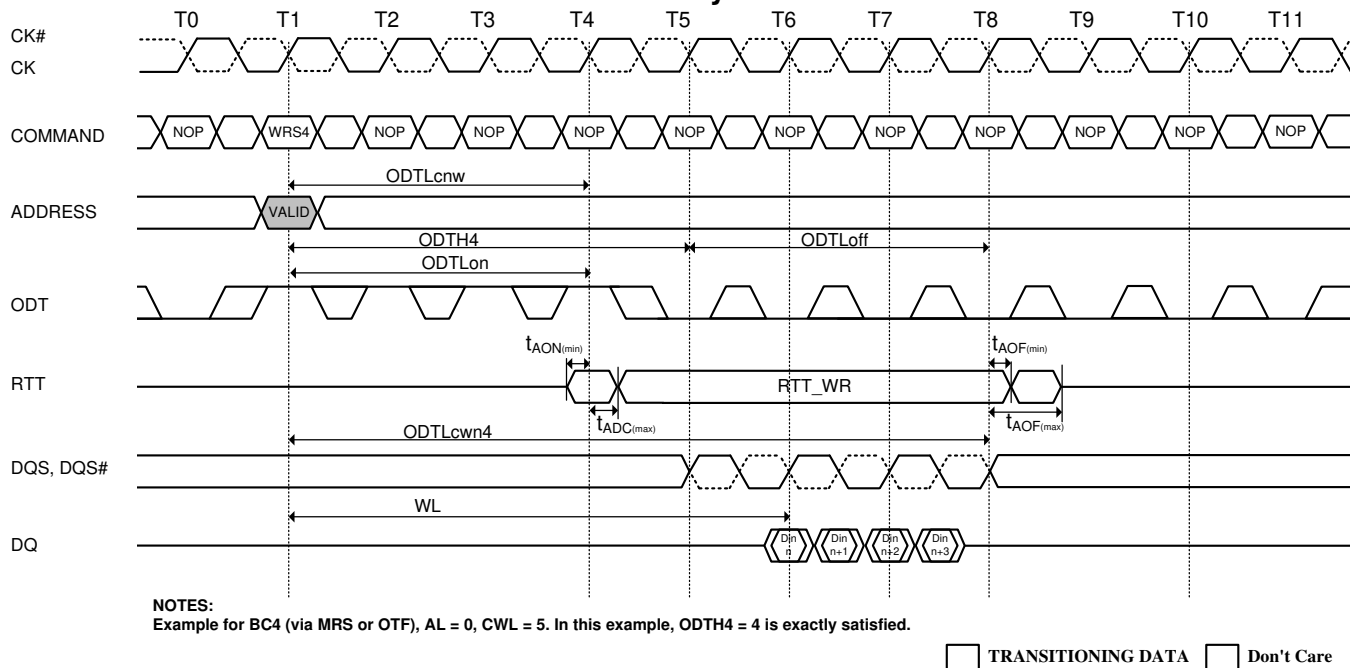 T0 T1 T2 T3 T4 T5 T6 T7 T8 T9 T10 T11
CK#
CK
COMMAND NOP WRS4 NOP NOP NOP NOP NOP NOP NOP NOP NOP NOP
ODTLcnw
ADDRESS VALID
ODTH4 ODTLoff
ODTLon
ODT
tAON(min) tAOF(min)
RTT RTT_WR
tADC(max) tAOF(max)
ODTLcwn4
DQS, DQS#
WL
DQ Din n Din n+1 Din n+2 Din n+3
NOTES:
Example for BC4 (via MRS or OTF), AL = 0, CWL = 5. In this example, ODTH4 = 4 is exactly satisfied.
TRANSITIONING DATA Don't Care